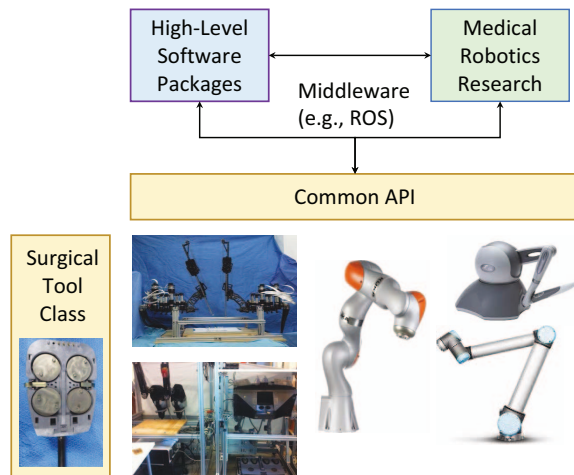 High-Level
Software
Packages
Medical
Robotics
Research
Middleware
(e.g., ROS)
Common API
Surgical
Tool
Class